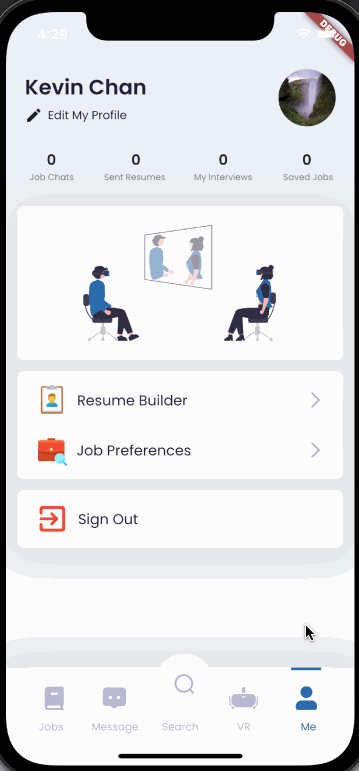 4:29
DEBUG
Kevin Chan
Edit My Profile
0 0 0 0
Job Chats Sent Resumes My Interviews Saved Jobs
Resume Builder
Job Preferences
Sign Out
Jobs Message Search VR Me